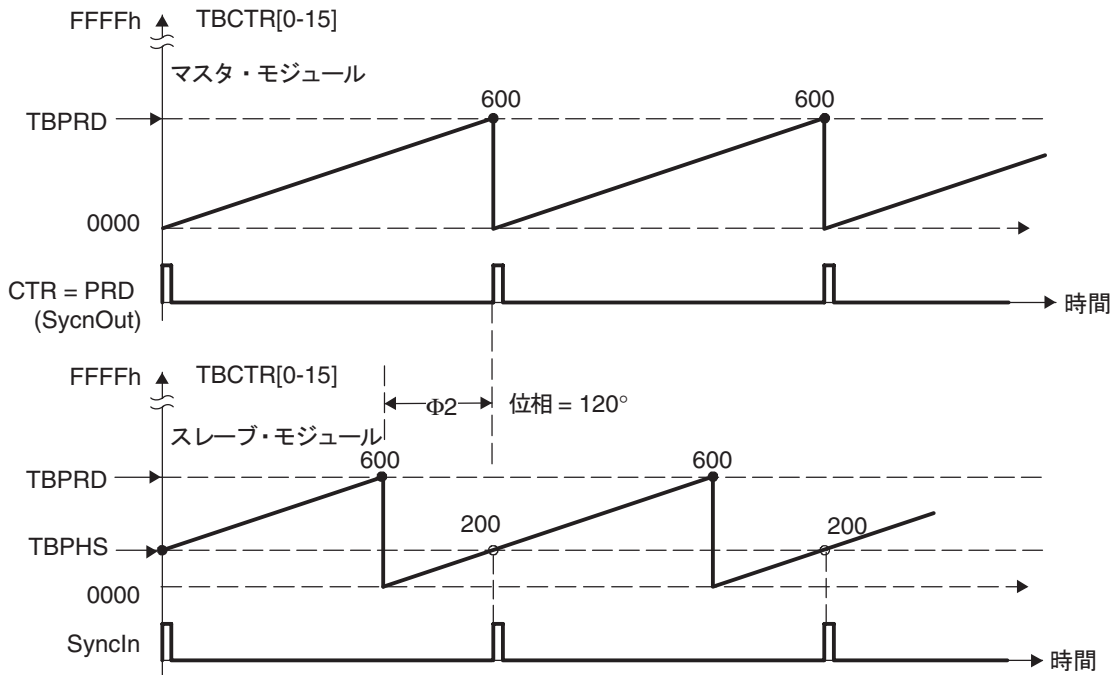 FFFFh TBCTR[0-15]
マスタ・モジュール
600 600
TBPRD
0000
CTR = PRD
(SycnOut)
時間
FFFFh TBCTR[0-15]
Φ2 位相 = 120°
スレーブ・モジュール
600 600
TBPRD
200 200
TBPHS
0000
SyncIn
時間